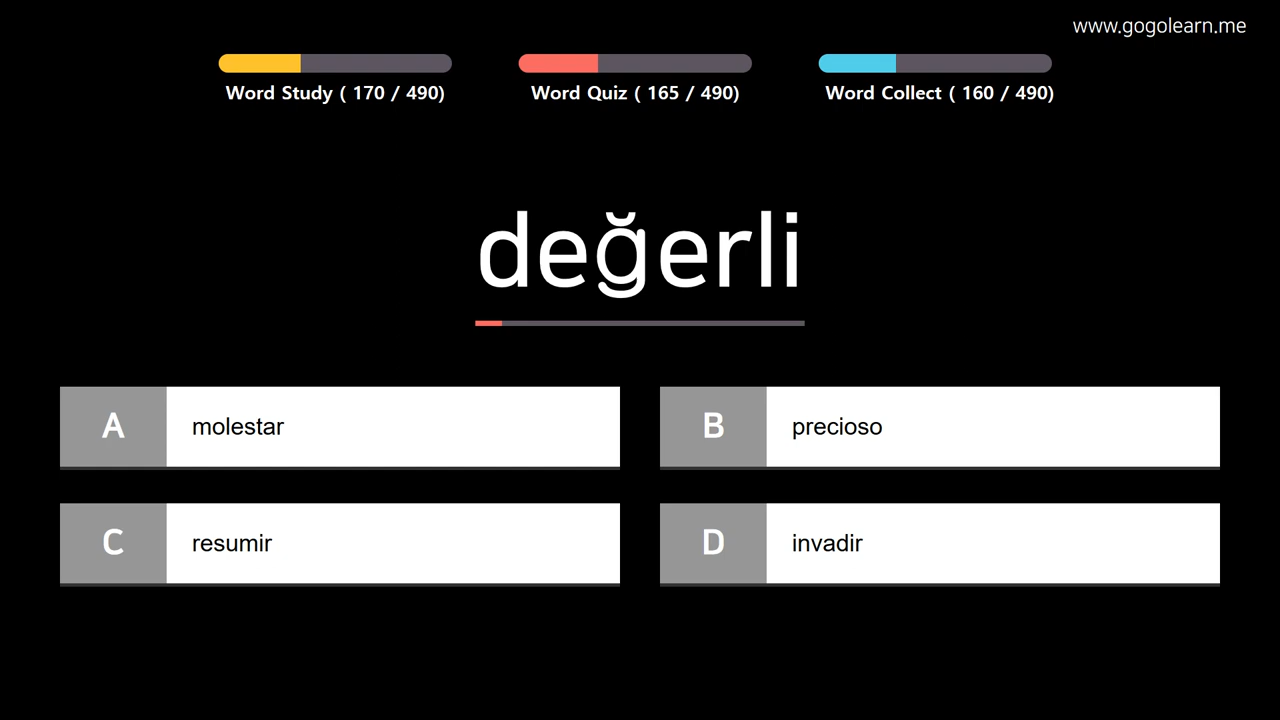 www.gogolearn.me
Word Study ( 170 / 490)
Word Quiz ( 165 / 490)
Word Collect ( 160 / 490)
değerli
A
molestar
B
precioso
C
resumir
D
invadir